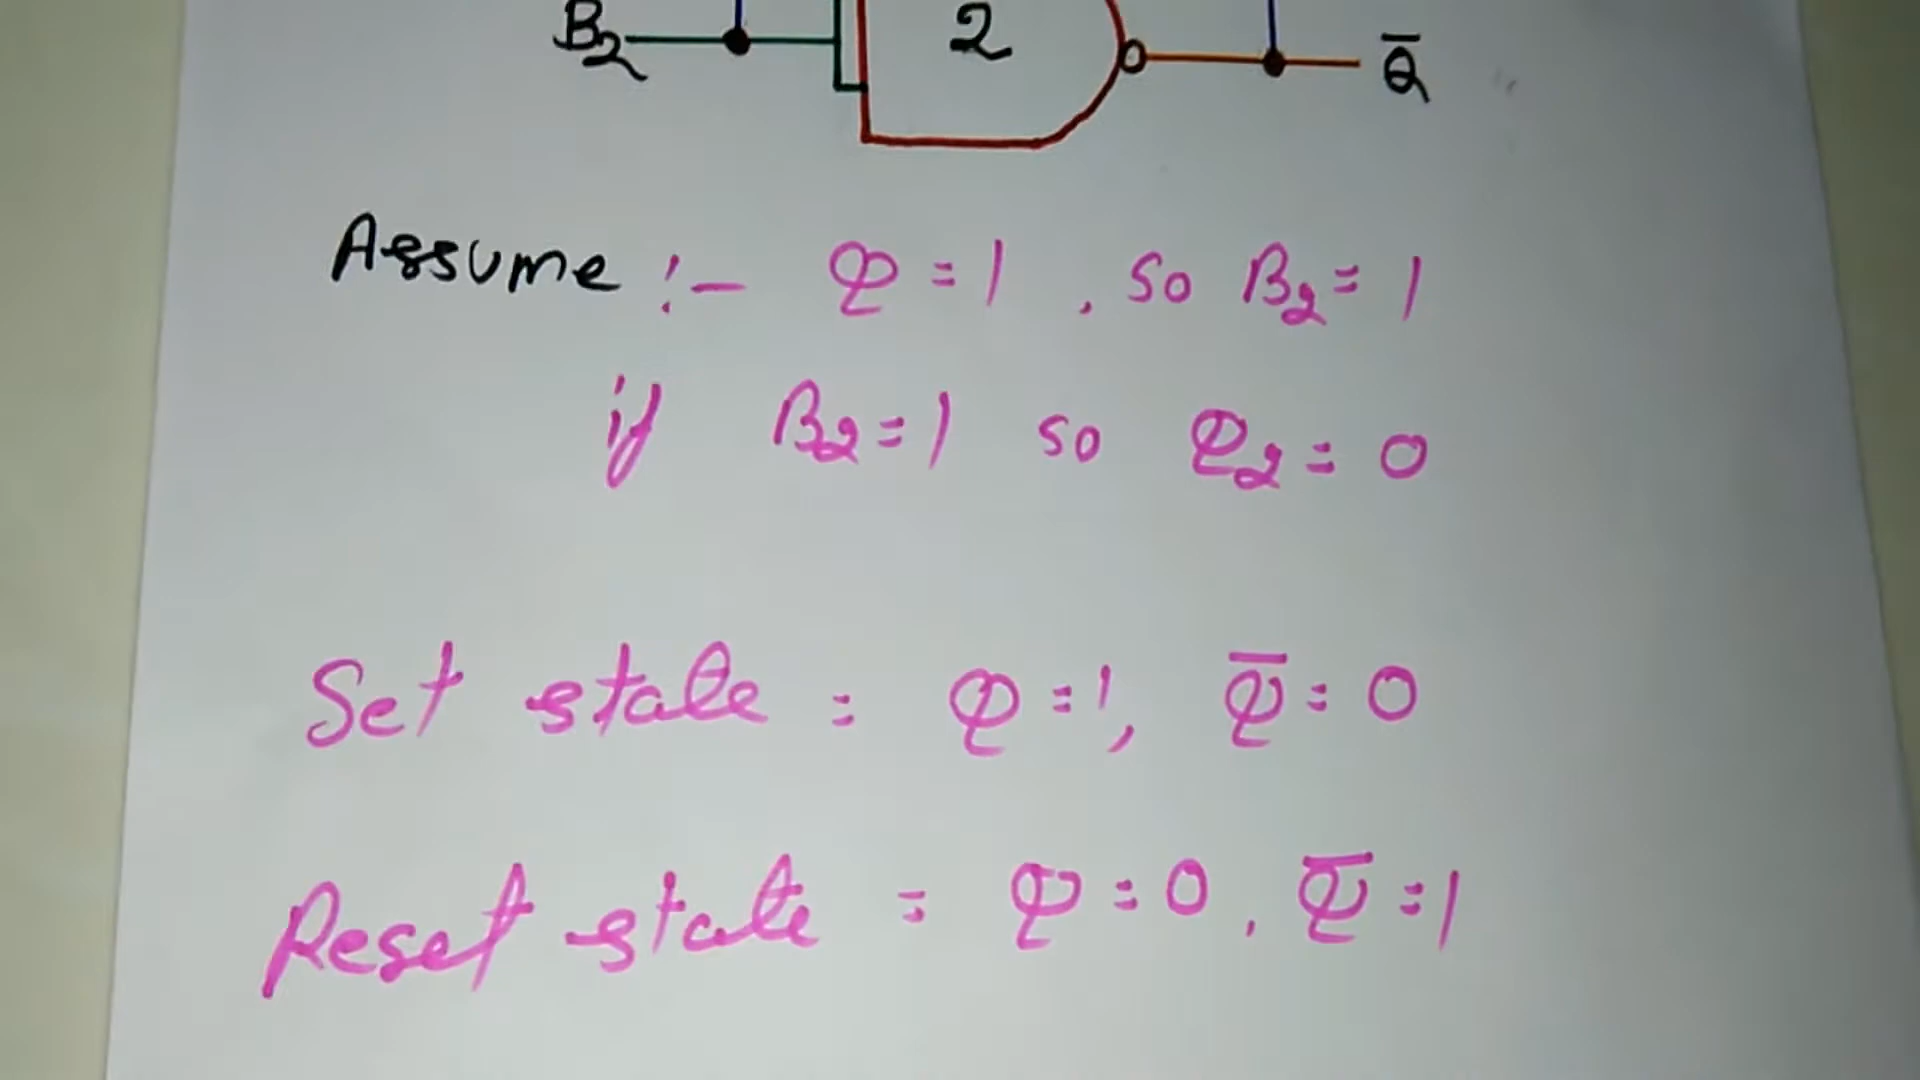 B₂ 2 Q̅
Assume :- Q = 1 , so B₂ = 1
if B₂ = 1 so Q₂ = 0
Set state = Q = 1, Q̅ = 0
Reset state = Q = 0 , Q̅ = 1